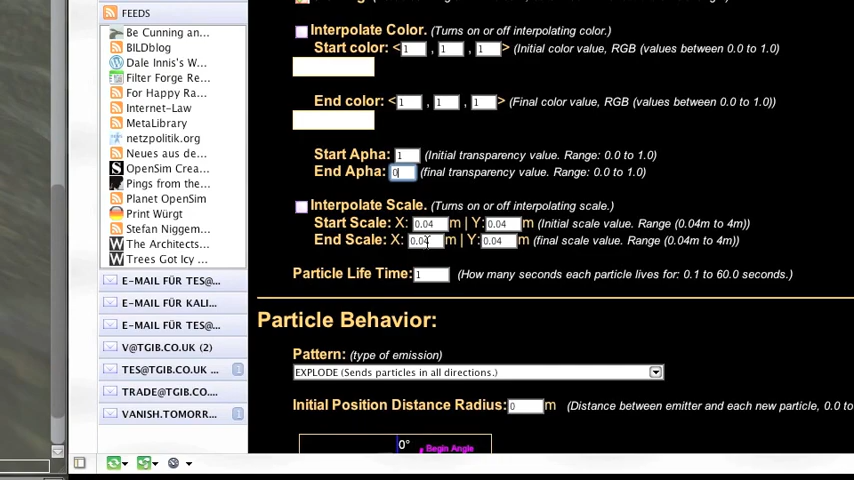 FEEDS
Be Cunning an...
BILDblog
Dale Innis's W...
Filter Forge Re...
For Happy Ra...
Internet-Law
MetaLibrary
netzpolitik.org
Neues aus de...
OpenSim Crea...
Pings from the...
Planet OpenSim
Print Würgt
Stefan Niggem...
The Architects...
Trees Got Icy ...
E-MAIL FÜR TES@...
E-MAIL FÜR KALI...
E-MAIL FÜR TES@...
V@TGIB.CO.UK (2)
TES@TGIB.CO.UK ...
TRADE@TGIB.CO....
VANISH.TOMORR...
Interpolate Color. (Turns on or off interpolating color.)
Start color: <1 , 1 , 1 > (Initial color value, RGB (values between 0.0 to 1.0)
End color: <1 , 1 , 1 > (Final color value, RGB (values between 0.0 to 1.0))
Start Apha: 1 (Initial transparency value. Range: 0.0 to 1.0)
End Apha: 0 (final transparency value. Range: 0.0 to 1.0)
Interpolate Scale. (Turns on or off interpolating scale.)
Start Scale: X: 0.04 m | Y: 0.04 m (Initial scale value. Range (0.04m to 4m))
End Scale: X: 0.04 m | Y: 0.04 m (final scale value. Range (0.04m to 4m))
Particle Life Time: 1 (How many seconds each particle lives for: 0.1 to 60.0 seconds.)
Particle Behavior:
Pattern: (type of emission)
EXPLODE (Sends particles in all directions.)
Initial Position Distance Radius: 0 m (Distance between emitter and each new particle, 0.0 to
0°
Begin Angle